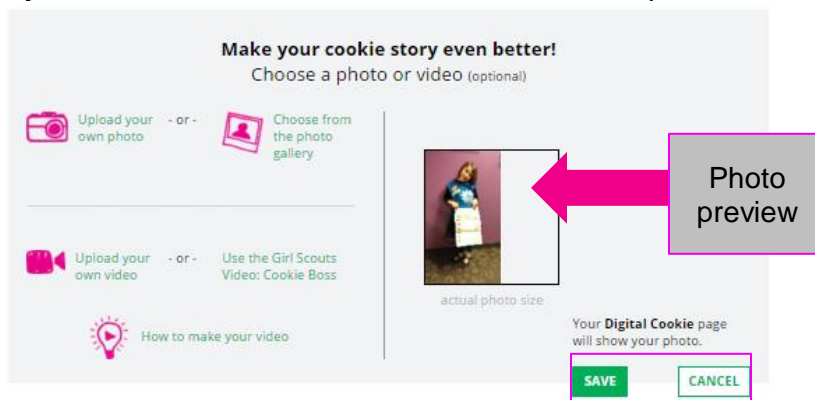 Make your cookie story even better!
Choose a photo or video (optional)
Upload your
own photo
- or -
Choose from
the photo
gallery
Upload your
own video
- or -
Use the Girl Scouts
Video: Cookie Boss
How to make your video
actual photo size
Photo
preview
Your Digital Cookie page
will show your photo.
SAVE
CANCEL